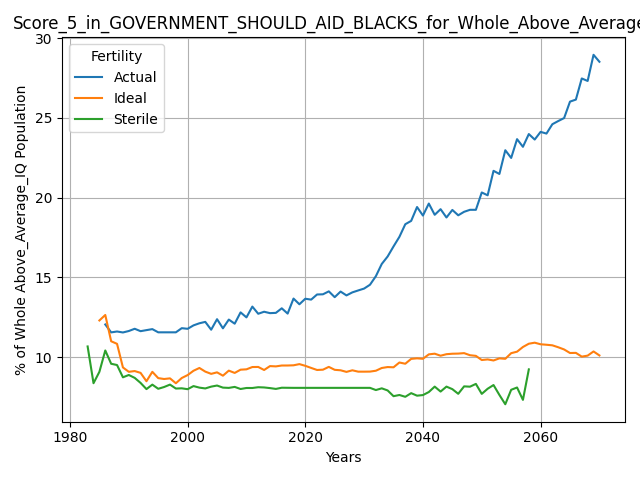 Score_5_in_GOVERNMENT_SHOULD_AID_BLACKS_for_Whole_Above_Average
30
25
20
15
10
Fertility
Actual
Ideal
Sterile
% of Whole Above_Average_IQ Population
1980
2000
2020
2040
2060
Years